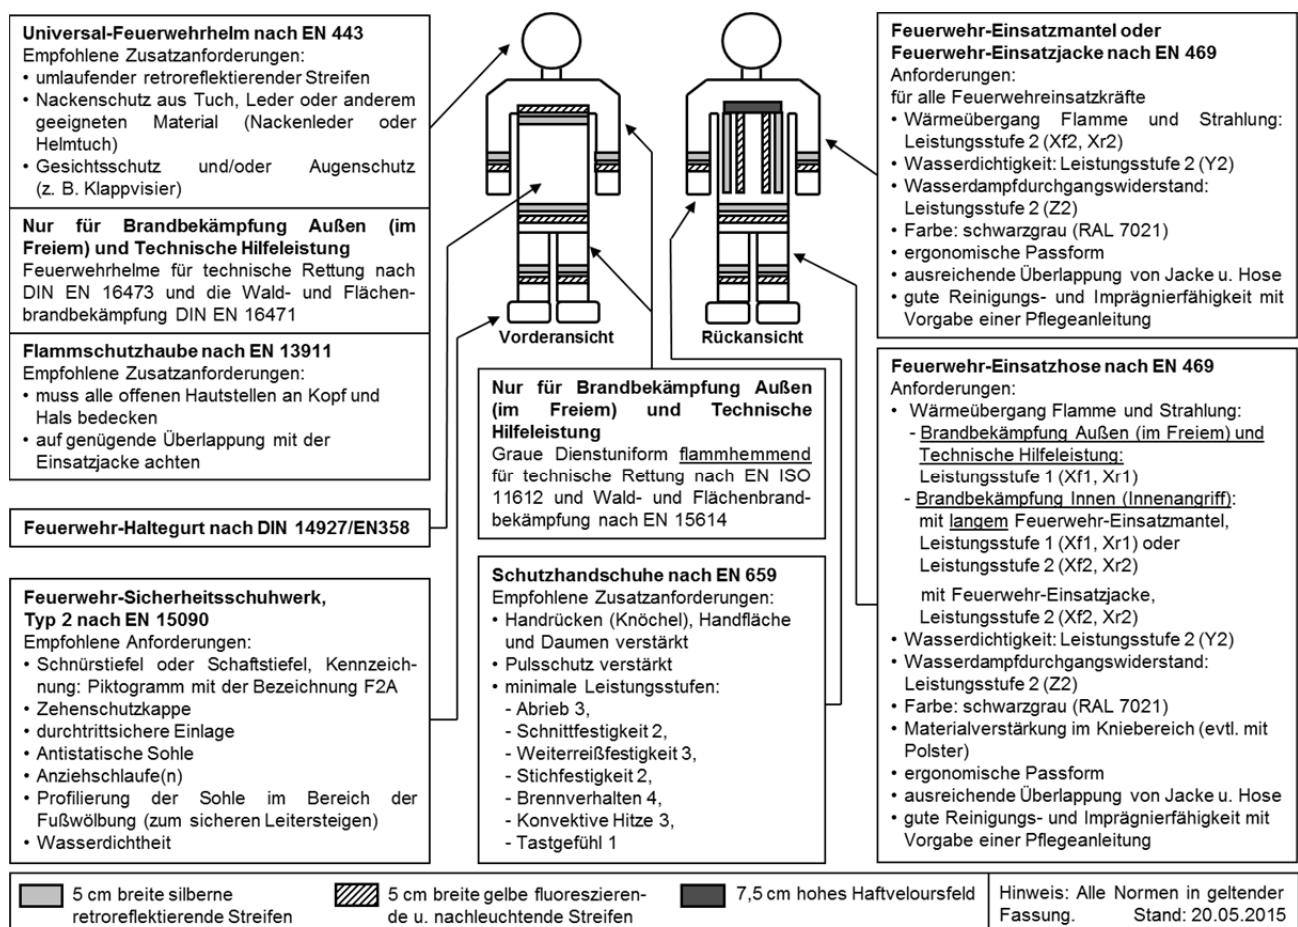 Universal-Feuerwehrhelm nach EN 443
Empfohlene Zusatzanforderungen:
• umlaufender retroreflektierender Streifen
• Nackenschutz aus Tuch, Leder oder anderem
geeigneten Material (Nackenleder oder
Helmtuch)
• Gesichtsschutz und/oder Augenschutz
(z. B. Klappvisier)
Nur für Brandbekämpfung Außen (im
Freiem) und Technische Hilfeleistung
Feuerwehrhelme für technische Rettung nach
DIN EN 16473 und die Wald- und Flächen-
brandbekämpfung DIN EN 16471
Flammschutzhaube nach EN 13911
Empfohlene Zusatzanforderungen:
• muss alle offenen Hautstellen an Kopf und
Hals bedecken
• auf genügende Überlappung mit der
Einsatzjacke achten
Feuerwehr-Haltegurt nach DIN 14927/EN358
Feuerwehr-Sicherheitsschuhwerk,
Typ 2 nach EN 15090
Empfohlene Anforderungen:
• Schnürstiefel oder Schaftstiefel, Kennzeich-
nung: Piktogramm mit der Bezeichnung F2A
• Zehenschutzkappe
• durchtrittsichere Einlage
• Antistatische Sohle
• Anziehschlaufe(n)
• Profilierung der Sohle im Bereich der
Fußwölbung (zum sicheren Leitersteigen)
• Wasserdichtheit
Vorderansicht
Rückansicht
Nur für Brandbekämpfung Außen
(im Freiem) und Technische
Hilfeleistung
Graue Dienstuniform flammhemmend
für technische Rettung nach EN ISO
11612 und Wald- und Flächenbrand-
bekämpfung nach EN 15614
Schutzhandschuhe nach EN 659
Empfohlene Zusatzanforderungen:
• Handrücken (Knöchel), Handfläche
und Daumen verstärkt
• Pulsschutz verstärkt
• minimale Leistungsstufen:
- Abrieb 3,
- Schnittfestigkeit 2,
- Weiterreißfestigkeit 3,
- Stichfestigkeit 2,
- Brennverhalten 4,
- Konvektive Hitze 3,
- Tastgefühl 1
Feuerwehr-Einsatzmantel oder
Feuerwehr-Einsatzjacke nach EN 469
Anforderungen:
für alle Feuerwehreinsatzkräfte
• Wärmeübergang Flamme und Strahlung:
Leistungsstufe 2 (Xf2, Xr2)
• Wasserdichtigkeit: Leistungsstufe 2 (Y2)
• Wasserdampfdurchgangswiderstand:
Leistungsstufe 2 (Z2)
• Farbe: schwarzgrau (RAL 7021)
• ergonomische Passform
• ausreichende Überlappung von Jacke u. Hose
• gute Reinigungs- und Imprägnierfähigkeit mit
Vorgabe einer Pflegeanleitung
Feuerwehr-Einsatzhose nach EN 469
Anforderungen:
• Wärmeübergang Flamme und Strahlung:
- Brandbekämpfung Außen (im Freiem) und
Technische Hilfeleistung:
Leistungsstufe 1 (Xf1, Xr1)
- Brandbekämpfung Innen (Innenangriff):
mit langem Feuerwehr-Einsatzmantel,
Leistungsstufe 1 (Xf1, Xr1) oder
Leistungsstufe 2 (Xf2, Xr2)
mit Feuerwehr-Einsatzjacke,
Leistungsstufe 2 (Xf2, Xr2)
• Wasserdichtigkeit: Leistungsstufe 2 (Y2)
• Wasserdampfdurchgangswiderstand:
Leistungsstufe 2 (Z2)
• Farbe: schwarzgrau (RAL 7021)
• Materialverstärkung im Kniebereich (evtl. mit
Polster)
• ergonomische Passform
• ausreichende Überlappung von Jacke u. Hose
• gute Reinigungs- und Imprägnierfähigkeit mit
Vorgabe einer Pflegeanleitung
5 cm breite silberne
retroreflektierende Streifen
5 cm breite gelbe fluoreszieren-
de u. nachleuchtende Streifen
7,5 cm hohes Haftveloursfeld
Hinweis: Alle Normen in geltender
Fassung. Stand: 20.05.2015